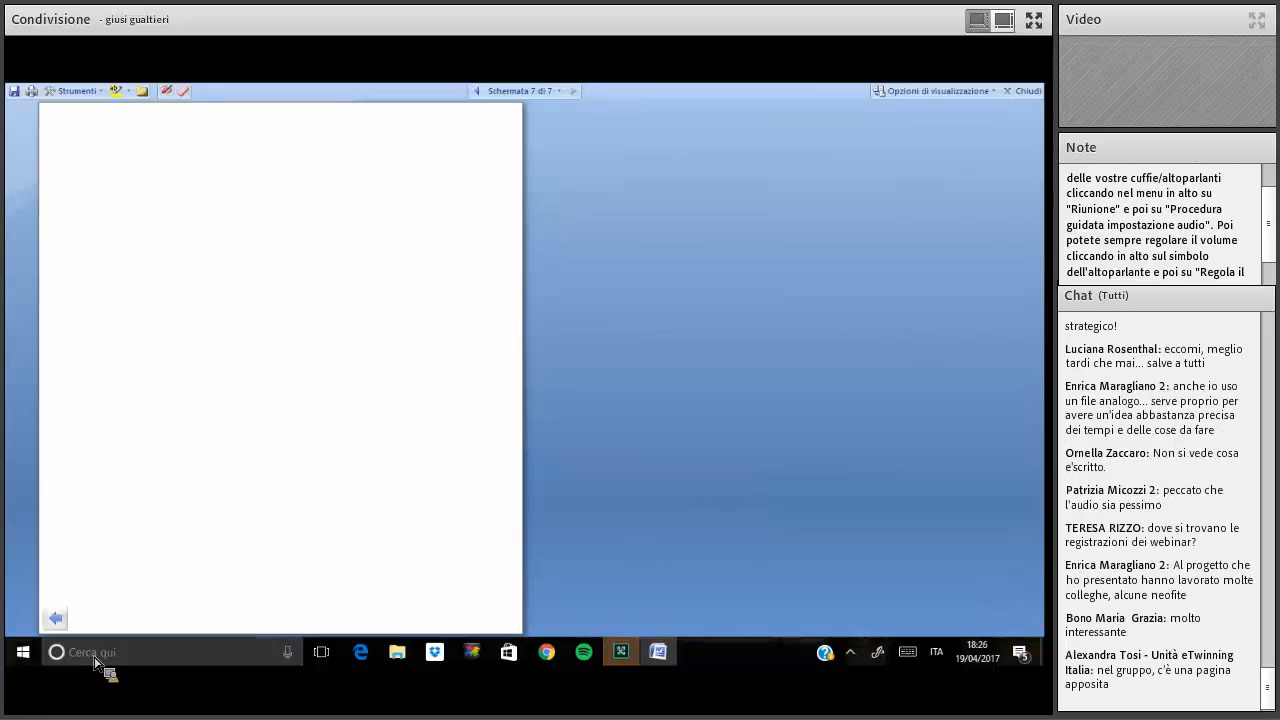 Condivisione - giusi gualtieri
Strumenti
Schermata 7 di 7
Opzioni di visualizzazione
Chiudi
Cerca qui
ITA
18:26
19/04/2017
5
Video
Note
delle vostre cuffie/altoparlanti
cliccando nel menu in alto su
"Riunione" e poi su "Procedura
guidata impostazione audio". Poi
potete sempre regolare il volume
cliccando in alto sul simbolo
dell'altoparlante e poi su "Regola il
Chat (Tutti)
strategico!
Luciana Rosenthal: eccomi, meglio
tardi che mai... salve a tutti
Enrica Maragliano 2: anche io uso
un file analogo... serve proprio per
avere un'idea abbastanza precisa
dei tempi e delle cose da fare
Ornella Zaccaro: Non si vede cosa
e'scritto.
Patrizia Micozzi 2: peccato che
l'audio sia pessimo
TERESA RIZZO: dove si trovano le
registrazioni dei webinar?
Enrica Maragliano 2: Al progetto che
ho presentato hanno lavorato molte
colleghe, alcune neofite
Bono Maria Grazia: molto
interessante
Alexandra Tosi - Unità eTwinning
Italia: nel gruppo, c'è una pagina
apposita